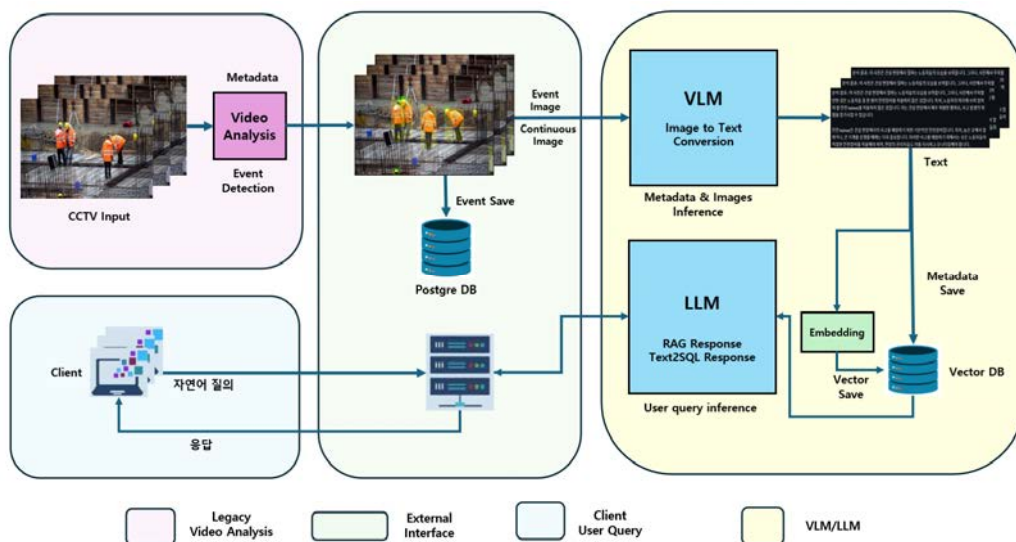 Metadata
Video
Analysis
Event
Detection
CCTV Input
Event
Image
Continuous
Image
Event Save
Postgre DB
VLM
Image to Text
Conversion
Metadata & Images
Inference
Text
Metadata
Save
LLM
RAG Response
Text2SQL Response
User query inference
Embedding
Vector
Save
Vector DB
Client
자연어 질의
응답
Legacy
Video Analysis
External
Interface
Client
User Query
VLM/LLM